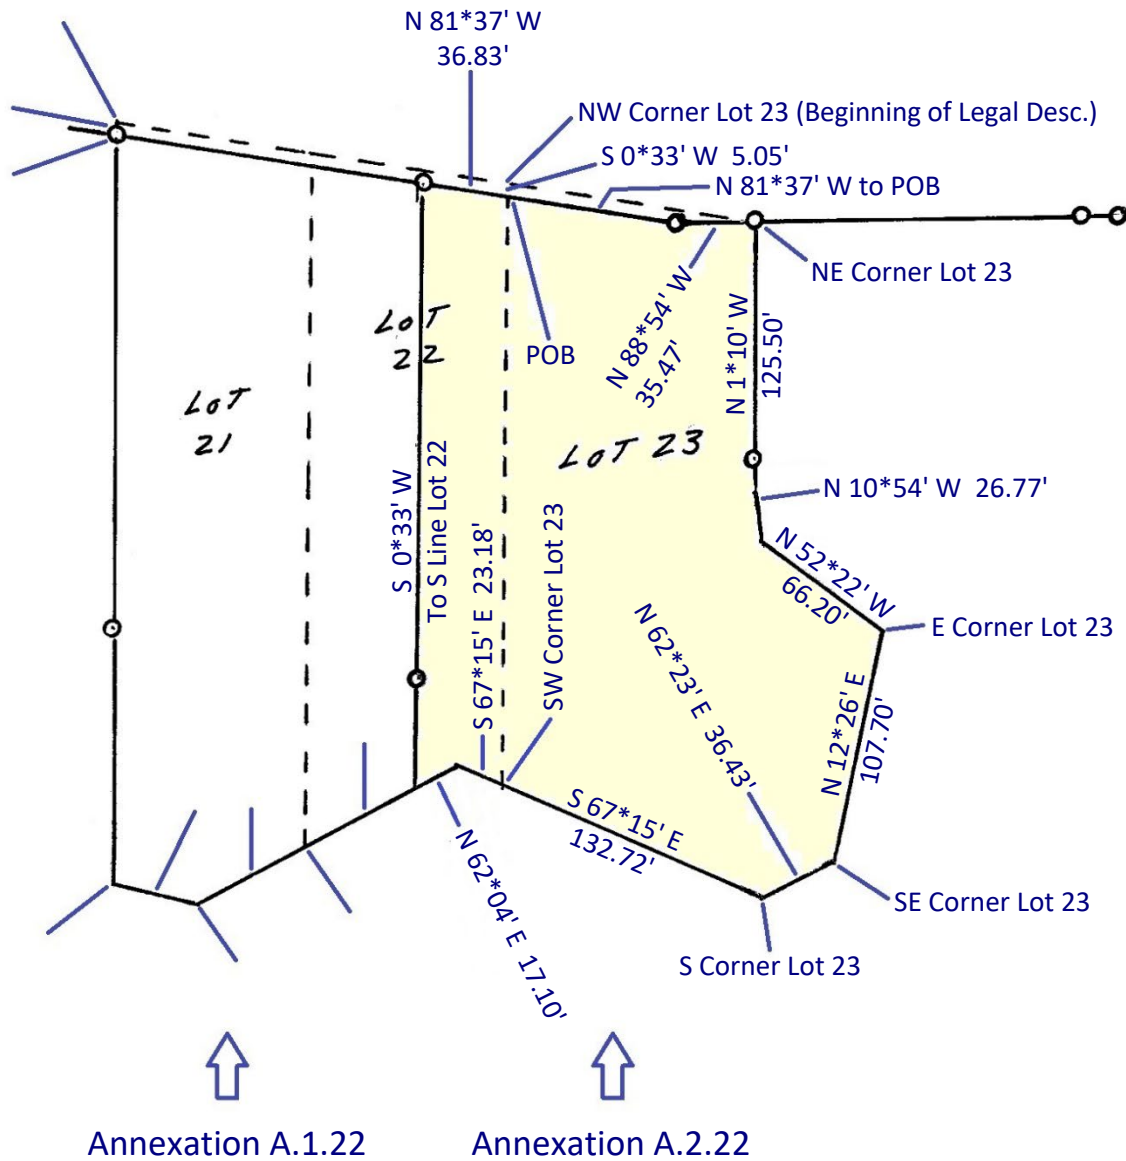 N 81*37' W
36.83'
NW Corner Lot 23 (Beginning of Legal Desc.)
S 0*33' W 5.05'
N 81*37' W to POB
NE Corner Lot 23
N 88*54' W
35.47'
N 1*10' W
125.50'
POB
LOT
22
LOT
21
LOT 23
S 0*33' W
To S Line Lot 22
S 67*15' E 23.18'
SW Corner Lot 23
N 10*54' W 26.77'
N 52*22' W
66.20'
E Corner Lot 23
N 62*23' E 36.43'
N 12*26' E
107.70'
S 67*15' E
132.72'
N 62*04' E 17.10'
SE Corner Lot 23
S Corner Lot 23
Annexation A.1.22
Annexation A.2.22